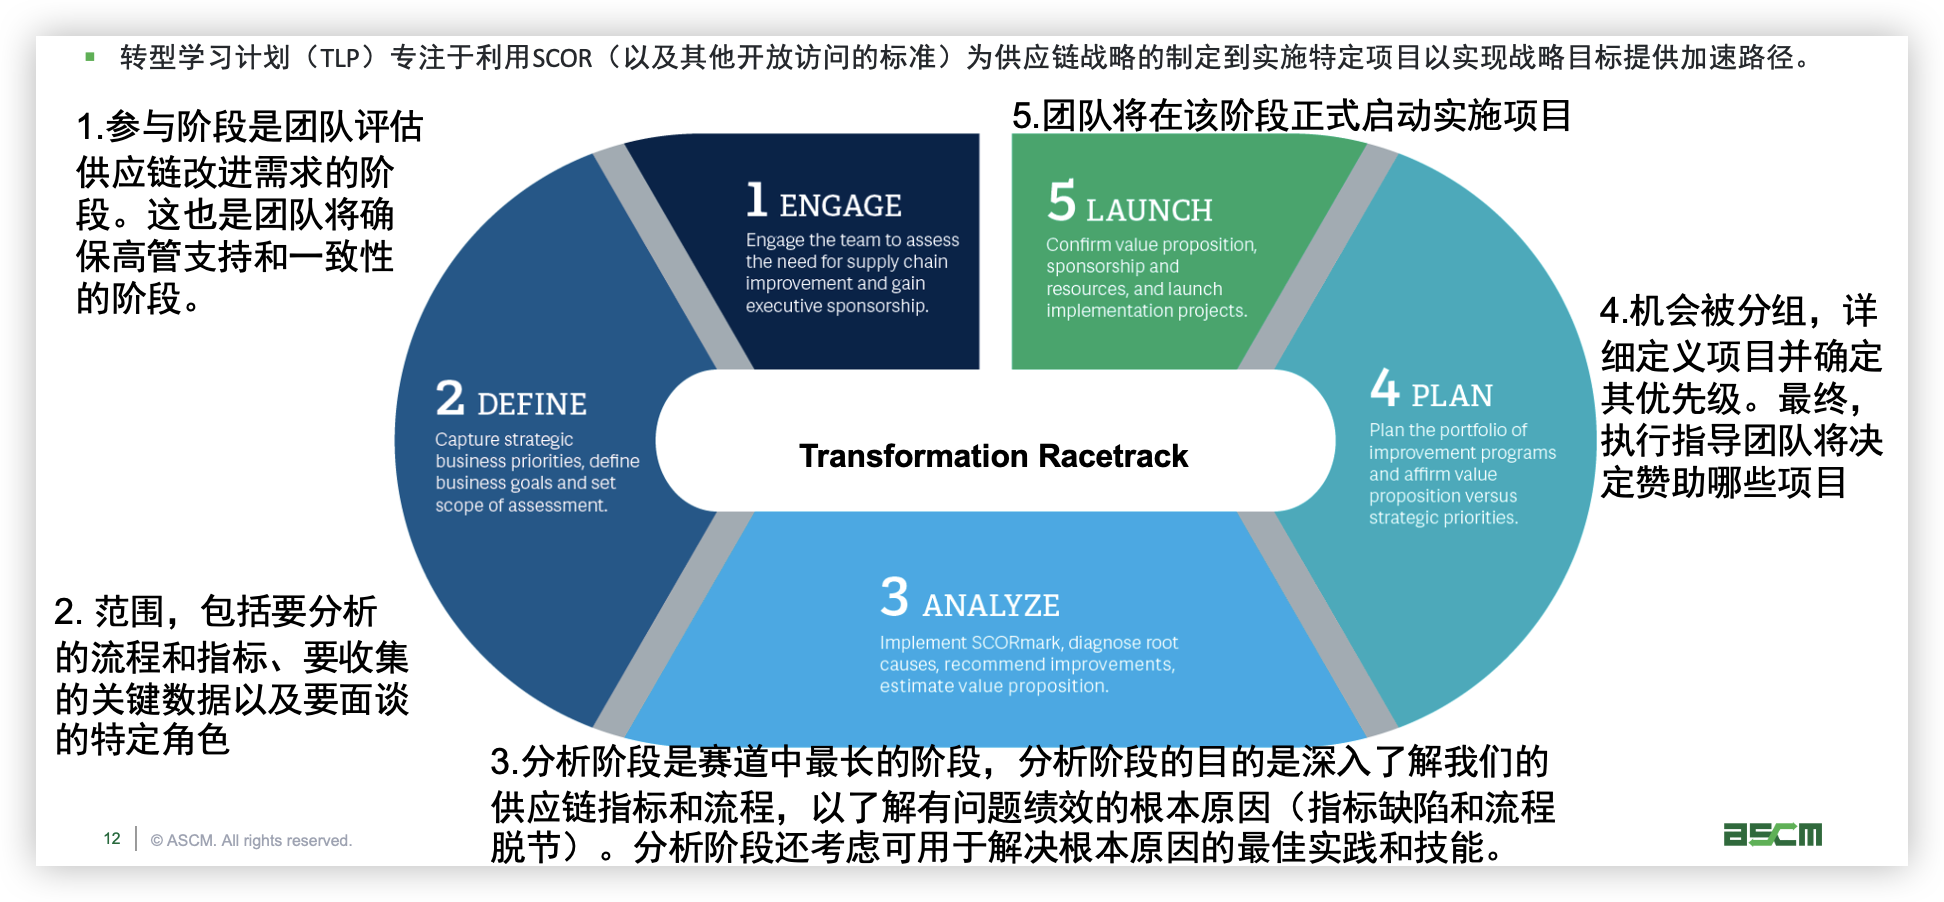 ▪ 转型学习计划（TLP）专注于利用SCOR（以及其他开放访问的标准）为供应链战略的制定到实施特定项目以实现战略目标提供加速路径。
1.参与阶段是团队评估
供应链改进需求的阶
段。这也是团队将确
保高管支持和一致性
的阶段。
1 ENGAGE
Engage the team to assess
the need for supply chain
improvement and gain
executive sponsorship.
2 DEFINE
Capture strategic
business priorities, define
business goals and set
scope of assessment.
2. 范围，包括要分析
的流程和指标、要收集
的关键数据以及要面谈
的特定角色
Transformation Racetrack
3 ANALYZE
Implement SCORmark, diagnose root
causes, recommend improvements,
estimate value proposition.
3.分析阶段是赛道中最长的阶段，分析阶段的目的是深入了解我们的
供应链指标和流程，以了解有问题绩效的根本原因（指标缺陷和流程
脱节）。分析阶段还考虑可用于解决根本原因的最佳实践和技能。
4 PLAN
Plan the portfolio of
improvement programs
and affirm value
proposition versus
strategic priorities.
4.机会被分组，详
细定义项目并确定
其优先级。最终，
执行指导团队将决
定赞助哪些项目
5.团队将在该阶段正式启动实施项目
5 LAUNCH
Confirm value proposition,
sponsorship and
resources, and launch
implementation projects.
12 | © ASCM. All rights reserved.
ascm